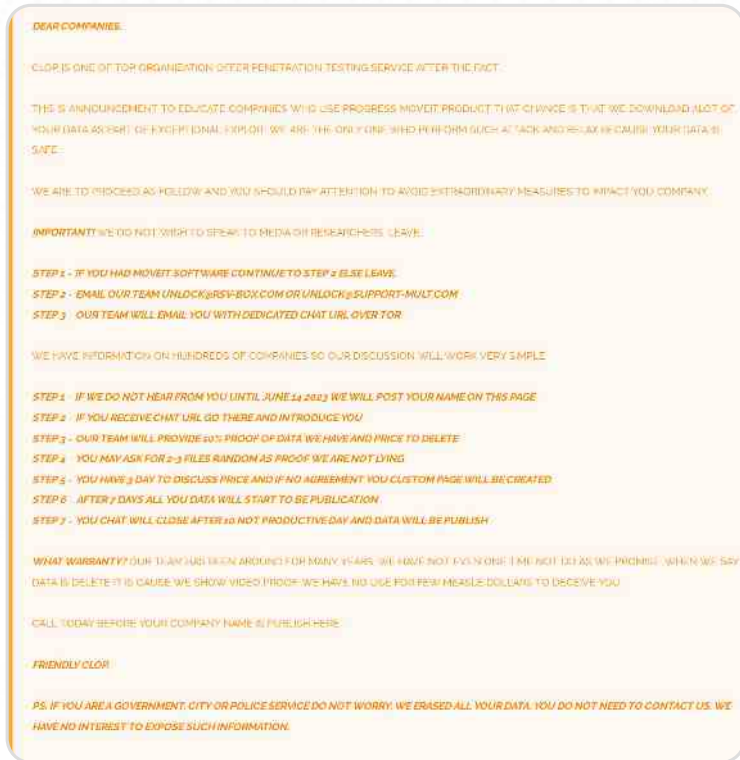 DEAR COMPANIES.
CLOP IS ONE OF TOP ORGANIZATION OFFER PENETRATION TESTING SERVICE AFTER THE FACT.
THIS IS ANNOUNCEMENT TO EDUCATE COMPANIES WHO USE PROGRESS MOVEIT PRODUCT THAT CHANCE IS THAT WE DOWNLOAD ALOT OF
YOUR DATA AS PART OF EXCEPTIONAL EXPLOIT. WE ARE THE ONLY ONE WHO PERFORM SUCH ATTACK AND RELAX BECAUSE YOUR DATA IS
SAFE.
WE ARE TO PROCEED AS FOLLOW AND YOU SHOULD PAY ATTENTION TO AVOID EXTRAORDINARY MEASURES TO IMPACT YOU COMPANY.
IMPORTANT! WE DO NOT WISH TO SPEAK TO MEDIA OR RESEARCHERS. LEAVE.
STEP 1 - IF YOU HAD MOVEIT SOFTWARE CONTINUE TO STEP 2 ELSE LEAVE.
STEP 2 - EMAIL OUR TEAM UNLOCK@RSV-BOX.COM OR UNLOCK@SUPPORT-MULT.COM
STEP 3 OUR TEAM WILL EMAIL YOU WITH DEDICATED CHAT URL OVER TOR
WE HAVE INFORMATION ON HUNDREDS OF COMPANIES SO OUR DISCUSSION WILL WORK VERY SIMPLE
STEP 1 - IF WE DO NOT HEAR FROM YOU UNTIL JUNE 14 2023 WE WILL POST YOUR NAME ON THIS PAGE
STEP 2 - IF YOU RECEIVE CHAT URL GO THERE AND INTRODUCE YOU
STEP 3 - OUR TEAM WILL PROVIDE 10% PROOF OF DATA WE HAVE AND PRICE TO DELETE
STEP 4 YOU MAY ASK FOR 2-3 FILES RANDOM AS PROOF WE ARE NOT LYING
STEP 5 - YOU HAVE 3 DAY TO DISCUSS PRICE AND IF NO AGREEMENT YOU CUSTOM PAGE WILL BE CREATED
STEP 6 AFTER 7 DAYS ALL YOU DATA WILL START TO BE PUBLICATION
STEP 7 - YOU CHAT WILL CLOSE AFTER 10 NOT PRODUCTIVE DAY AND DATA WILL BE PUBLISH
WHAT WARRANTY? OUR TEAM HAS BEEN AROUND FOR MANY YEARS. WE HAVE NOT EVEN ONE TIME NOT DO AS WE PROMISE. WHEN WE SAY
DATA IS DELETE IT IS CAUSE WE SHOW VIDEO PROOF. WE HAVE NO USE FOR FEW MEASLE DOLLARS TO DECEIVE YOU.
CALL TODAY BEFORE YOUR COMPANY NAME IS PUBLISH HERE.
FRIENDLY CLOP.
PS. IF YOU ARE A GOVERNMENT, CITY OR POLICE SERVICE DO NOT WORRY, WE ERASED ALL YOUR DATA. YOU DO NOT NEED TO CONTACT US. WE
HAVE NO INTEREST TO EXPOSE SUCH INFORMATION.